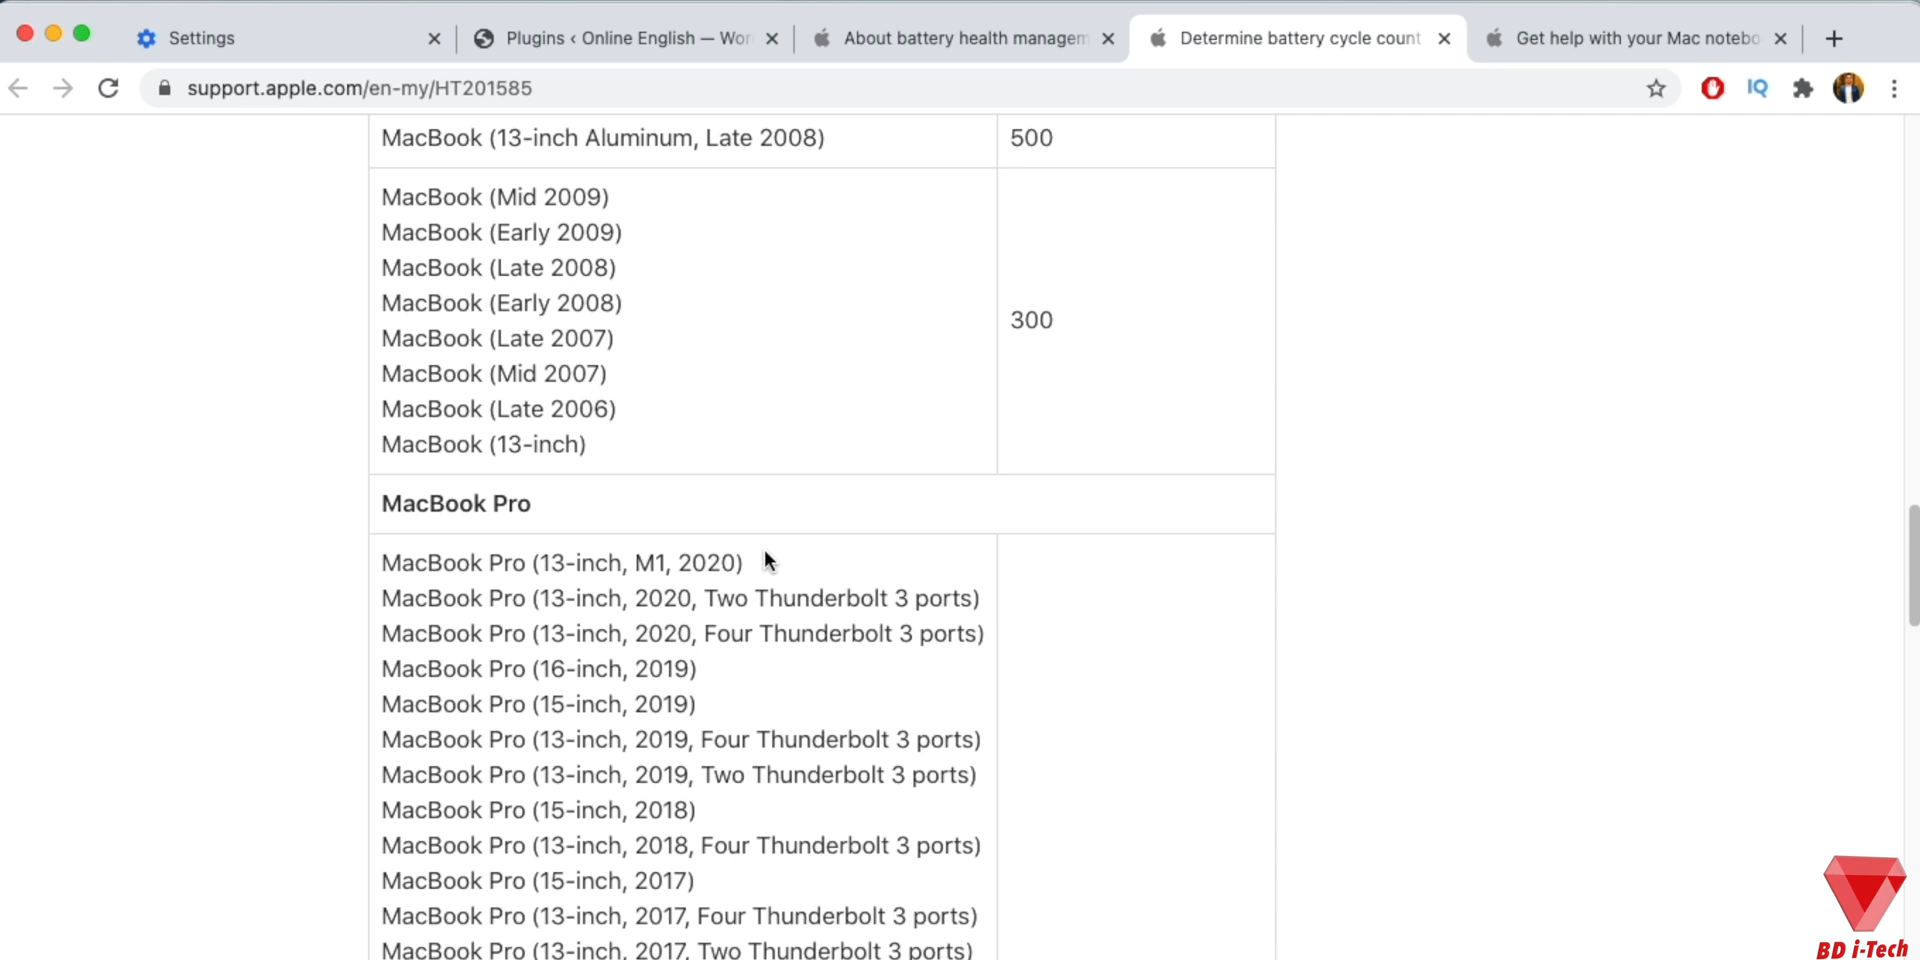 Settings
Plugins ‹ Online English — Wor
About battery health managem
Determine battery cycle count
Get help with your Mac notebo
support.apple.com/en-my/HT201585
IQ
MacBook (13-inch Aluminum, Late 2008)
500
MacBook (Mid 2009)
MacBook (Early 2009)
MacBook (Late 2008)
MacBook (Early 2008)
MacBook (Late 2007)
MacBook (Mid 2007)
MacBook (Late 2006)
MacBook (13-inch)
300
MacBook Pro
MacBook Pro (13-inch, M1, 2020)
MacBook Pro (13-inch, 2020, Two Thunderbolt 3 ports)
MacBook Pro (13-inch, 2020, Four Thunderbolt 3 ports)
MacBook Pro (16-inch, 2019)
MacBook Pro (15-inch, 2019)
MacBook Pro (13-inch, 2019, Four Thunderbolt 3 ports)
MacBook Pro (13-inch, 2019, Two Thunderbolt 3 ports)
MacBook Pro (15-inch, 2018)
MacBook Pro (13-inch, 2018, Four Thunderbolt 3 ports)
MacBook Pro (15-inch, 2017)
MacBook Pro (13-inch, 2017, Four Thunderbolt 3 ports)
MacBook Pro (13-inch, 2017, Two Thunderbolt 3 ports)
BD i-Tech